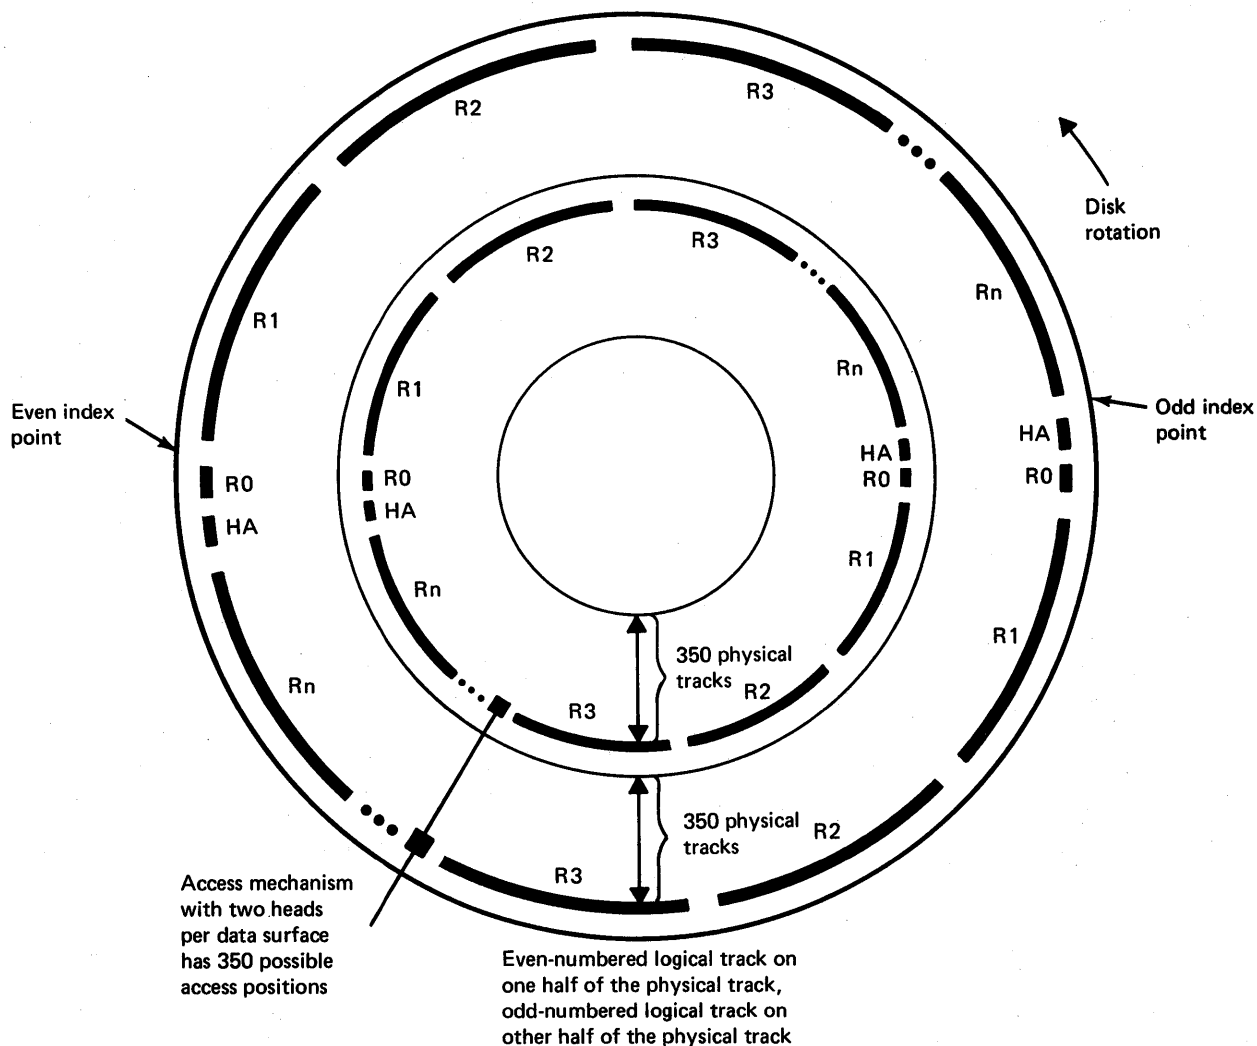 R3
R2
Disk
rotation
R3
R2
Rn
R1
Rn
R1
Even index
point
Odd index
point
HA
HA
R0
R0
R0
R0
HA
HA
R1
Rn
R1
350 physical
tracks
Rn
R2
R3
350 physical
tracks
R2
R3
Access mechanism
with two heads
per data surface
has 350 possible
access positions
Even-numbered logical track on
one half of the physical track,
odd-numbered logical track on
other half of the physical track